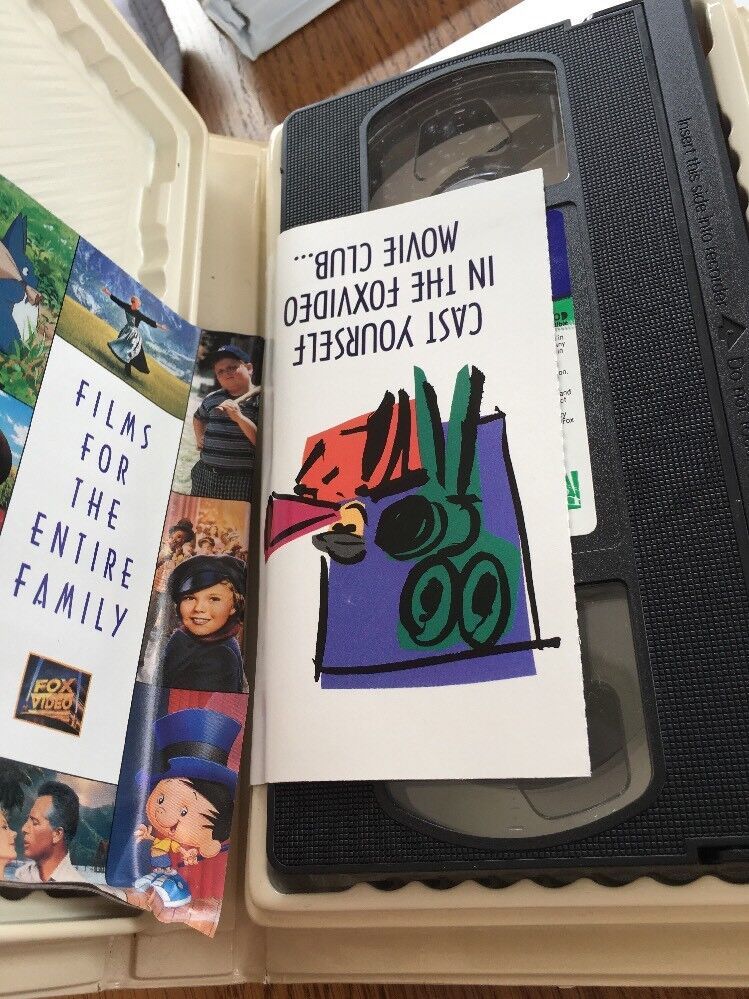 FILMS
FOR
THE
ENTIRE
FAMILY
FOX
VIDEO
CAST YOURSELF
IN THE FOXVIDEO
MOVIE CLUB...
Insert this side into recorder
Fox